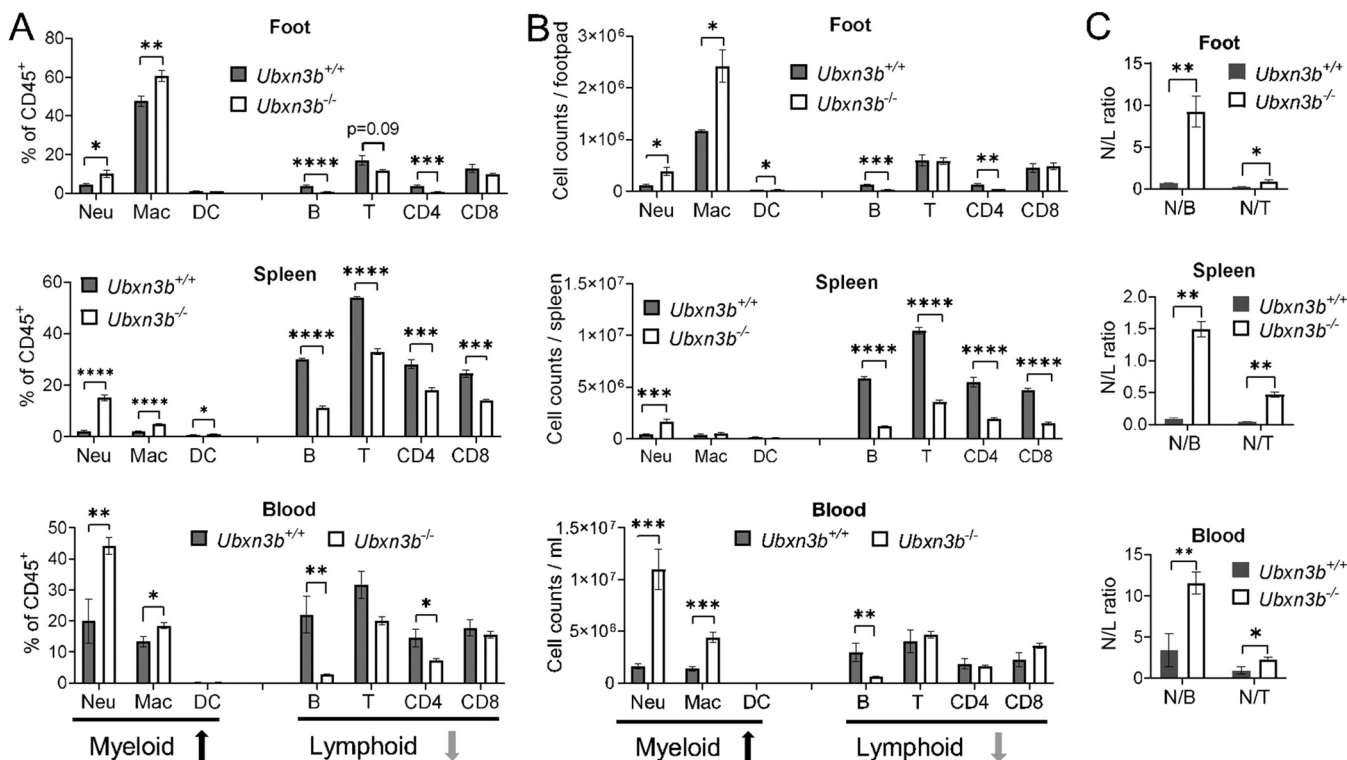 A
Foot
% of CD45⁺
80
60
40
20
0
**
*
****
p=0.09
***
Ubxn3b⁺/⁺
Ubxn3b⁻/⁻
Neu Mac DC B T CD4 CD8
Spleen
% of CD45⁺
60
40
20
0
Ubxn3b⁺/⁺
Ubxn3b⁻/⁻
****
****
*
****
****
***
***
Neu Mac DC B T CD4 CD8
Blood
% of CD45⁺
50
40
30
20
10
0
Ubxn3b⁺/⁺ Ubxn3b⁻/⁻
**
*
**
*
Neu Mac DC B T CD4 CD8
Myeloid Lymphoid
B
Foot
Cell counts / footpad
3×10⁶
2×10⁶
1×10⁶
0
*
*
*
***
**
Ubxn3b⁺/⁺
Ubxn3b⁻/⁻
Neu Mac DC B T CD4 CD8
Spleen
Cell counts / spleen
1.5×10⁷
1×10⁷
5×10⁶
0
Ubxn3b⁺/⁺
Ubxn3b⁻/⁻
***
****
****
****
****
Neu Mac DC B T CD4 CD8
Blood
Cell counts / ml
1.5×10⁷
1×10⁷
5×10⁶
0
Ubxn3b⁺/⁺ Ubxn3b⁻/⁻
***
***
**
Neu Mac DC B T CD4 CD8
Myeloid Lymphoid
C
Foot
N/L ratio
15
10
5
0
**
*
Ubxn3b⁺/⁺
Ubxn3b⁻/⁻
N/B N/T
Spleen
N/L ratio
2.0
1.5
1.0
0.5
0.0
**
**
Ubxn3b⁺/⁺
Ubxn3b⁻/⁻
N/B N/T
Blood
N/L ratio
15
10
5
0
**
*
Ubxn3b⁺/⁺
Ubxn3b⁻/⁻
N/B N/T